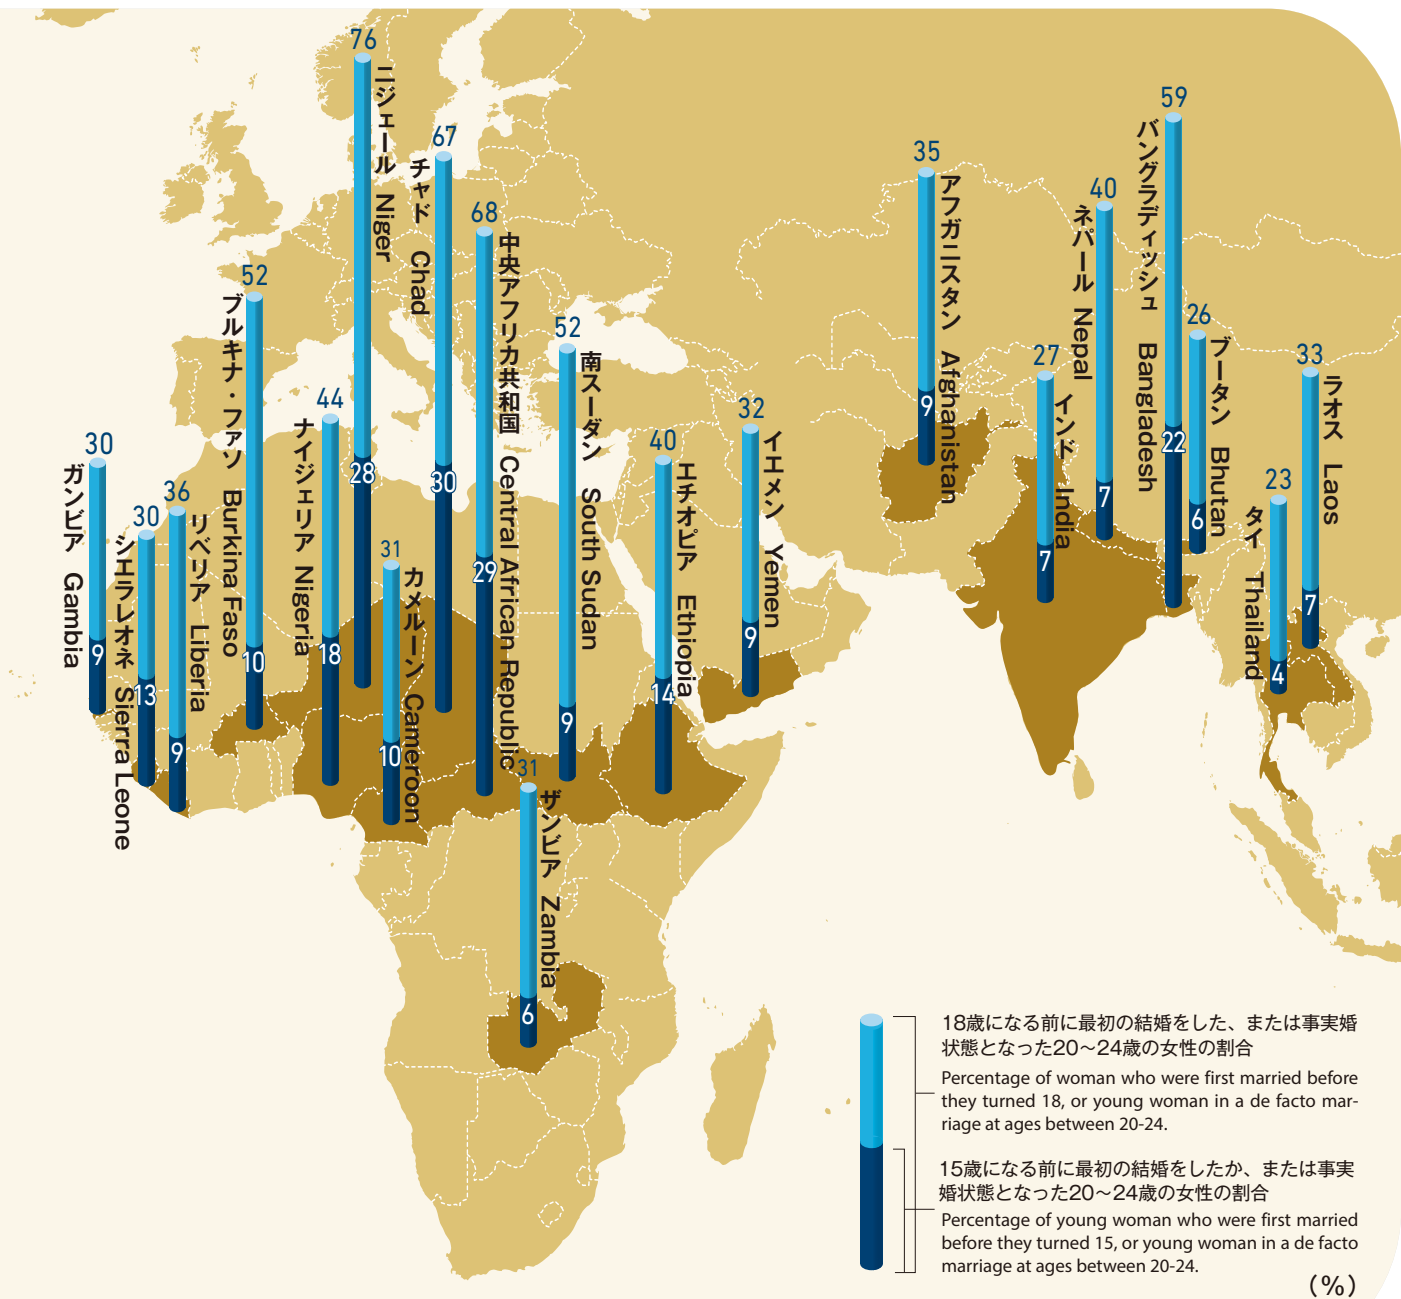 76
ニジェール Niger
67
チャド Chad
68
中央アフリカ共和国 Central African Republic
52
ブルキナ・ファソ Burkina Faso
52
南スーダン South Sudan
44
ナイジェリア Nigeria
30
ガンビア Gambia
30
シエラレオネ Sierra Leone
36
リベリア Liberia
31
カメルーン Cameroon
40
エチオピア Ethiopia
32
イエメン Yemen
35
アフガニスタン Afghanistan
27
インド India
40
ネパール Nepal
59
バングラディッシュ Bangladesh
26
ブータン Bhutan
33
ラオス Laos
23
タイ Thailand
31
ザンビア Zambia
28
30
29
10
9
18
9
13
9
10
14
9
9
7
7
22
6
7
4
6
18歳になる前に最初の結婚をした、または事実婚
状態となった20～24歳の女性の割合
Percentage of woman who were first married before
they turned 18, or young woman in a de facto mar-
riage at ages between 20-24.
15歳になる前に最初の結婚をしたか、または事実
婚状態となった20～24歳の女性の割合
Percentage of young woman who were first married
before they turned 15, or young woman in a de facto
marriage at ages between 20-24.
(%)